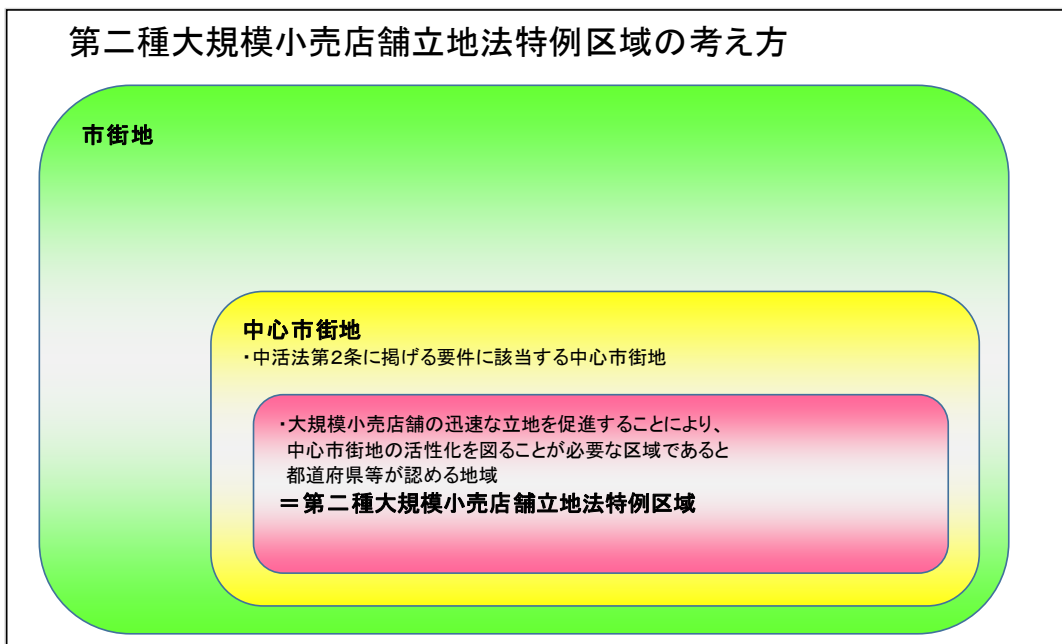 第二種大規模小売店舗立地法特例区域の考え方
市街地
中心市街地
・中活法第2条に掲げる要件に該当する中心市街地
・大規模小売店舗の迅速な立地を促進することにより、
中心市街地の活性化を図ることが必要な区域であると
都道府県等が認める地域
＝第二種大規模小売店舗立地法特例区域